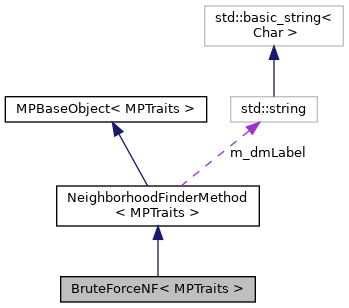 std::basic_string<
Char >
MPBaseObject< MPTraits >
std::string
m_dmLabel
NeighborhoodFinderMethod
< MPTraits >
BruteForceNF< MPTraits >